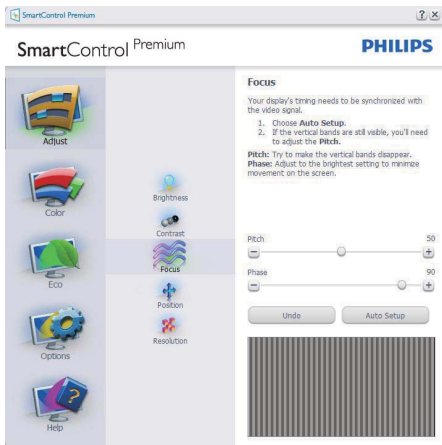 SmartControl Premium
? ×
SmartControl Premium
PHILIPS
Adjust
Color
Eco
Options
Help
Brightness
Contrast
Focus
Position
Resolution
Focus
Your display's timing needs to be synchronized with
the video signal.
1. Choose Auto Setup.
2. If the vertical bands are still visible, you'll need
to adjust the Pitch.
Pitch: Try to make the vertical bands disappear.
Phase: Adjust to the brightest setting to minimize
movement on the screen.
Pitch 50
Phase 90
Undo Auto Setup